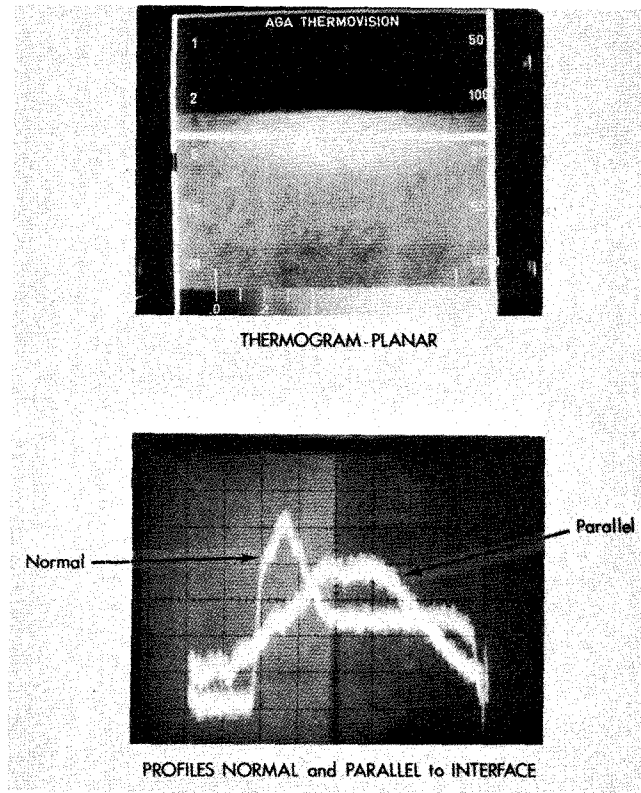 AGA THERMOVISION
1 50
2 100
0
THERMOGRAM - PLANAR
Parallel
Normal
PROFILES NORMAL and PARALLEL to INTERFACE